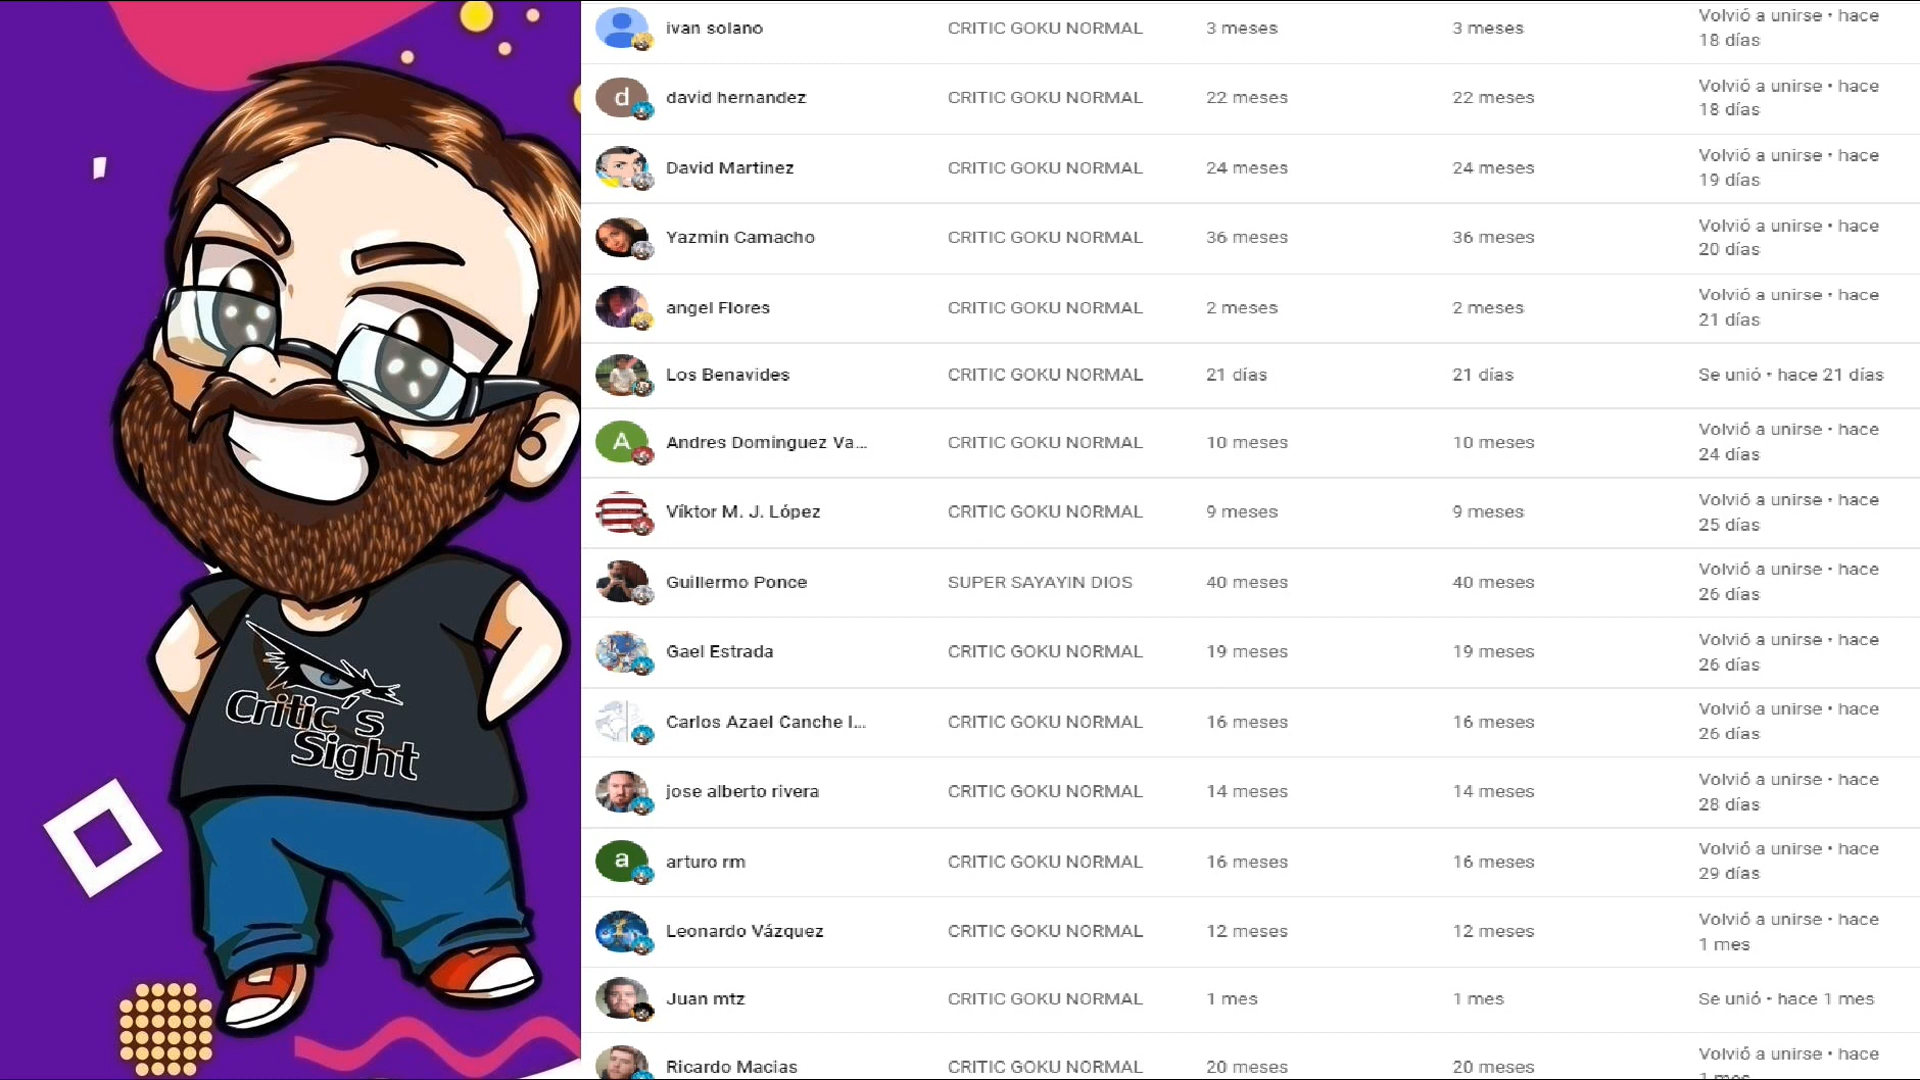 Critic's
Sight
ivan solano CRITIC GOKU NORMAL 3 meses 3 meses Volvió a unirse • hace
18 días
d david hernandez CRITIC GOKU NORMAL 22 meses 22 meses Volvió a unirse • hace
18 días
David Martinez CRITIC GOKU NORMAL 24 meses 24 meses Volvió a unirse • hace
19 días
Yazmin Camacho CRITIC GOKU NORMAL 36 meses 36 meses Volvió a unirse • hace
20 días
angel Flores CRITIC GOKU NORMAL 2 meses 2 meses Volvió a unirse • hace
21 días
Los Benavides CRITIC GOKU NORMAL 21 días 21 días Se unió • hace 21 días
A Andres Dominguez Va... CRITIC GOKU NORMAL 10 meses 10 meses Volvió a unirse • hace
24 días
Víktor M. J. López CRITIC GOKU NORMAL 9 meses 9 meses Volvió a unirse • hace
25 días
Guillermo Ponce SUPER SAYAYIN DIOS 40 meses 40 meses Volvió a unirse • hace
26 días
Gael Estrada CRITIC GOKU NORMAL 19 meses 19 meses Volvió a unirse • hace
26 días
Carlos Azael Canche I... CRITIC GOKU NORMAL 16 meses 16 meses Volvió a unirse • hace
26 días
jose alberto rivera CRITIC GOKU NORMAL 14 meses 14 meses Volvió a unirse • hace
28 días
a arturo rm CRITIC GOKU NORMAL 16 meses 16 meses Volvió a unirse • hace
29 días
Leonardo Vázquez CRITIC GOKU NORMAL 12 meses 12 meses Volvió a unirse • hace
1 mes
Juan mtz CRITIC GOKU NORMAL 1 mes 1 mes Se unió • hace 1 mes
Ricardo Macias CRITIC GOKU NORMAL 20 meses 20 meses Volvió a unirse • hace
1 mes